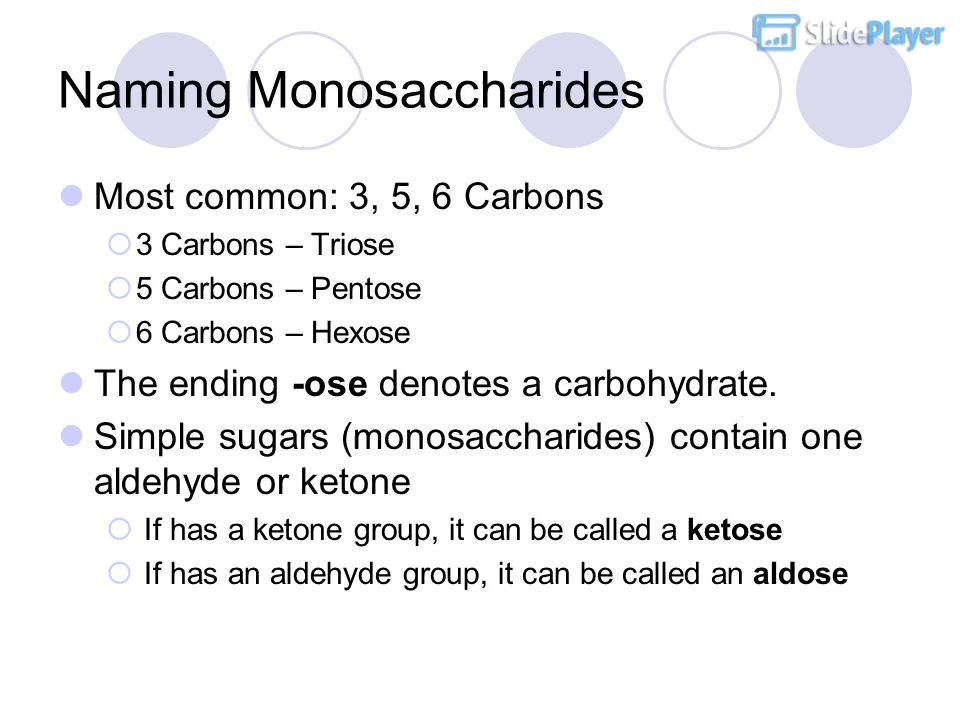 SlidePlayer
Naming Monosaccharides
Most common: 3, 5, 6 Carbons
3 Carbons – Triose
5 Carbons – Pentose
6 Carbons – Hexose
The ending -ose denotes a carbohydrate.
Simple sugars (monosaccharides) contain one
aldehyde or ketone
If has a ketone group, it can be called a ketose
If has an aldehyde group, it can be called an aldose